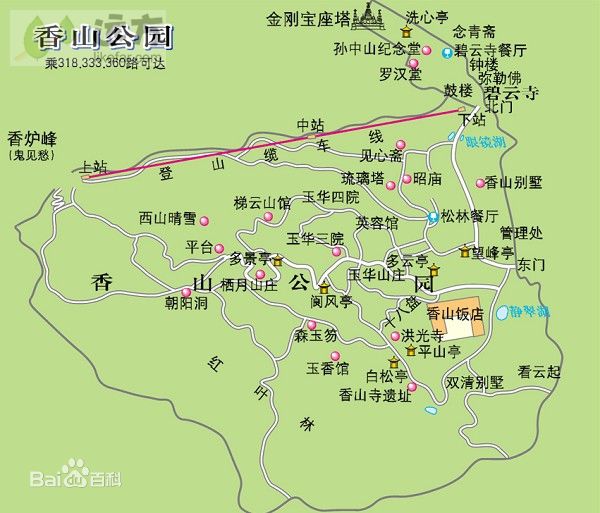 远方
likefar.com
香山公园
乘318,333,360路可达
金刚宝座塔
洗心亭
念青斋
孙中山纪念堂
碧云寺餐厅
罗汉堂
钟楼
弥勒佛
鼓楼
碧云寺
北门
下站
香炉峰
(鬼见愁)
上站
中站
登山缆车线
眼镜湖
见心斋
琉璃塔
昭庙
香山别墅
梯云山馆
玉华四院
西山晴雪
英容馆
松林餐厅
管理处
平台
多景亭
玉华三院
多云亭
望峰亭
东门
香山公园
栖月山庄
玉华山庄
朝阳洞
阆风亭
十八盘
香山饭店
静翠湖
森玉笏
洪光寺
平山亭
玉香馆
红叶林
白松亭
双清别墅
看云起
香山寺遗址
Bai du 百科